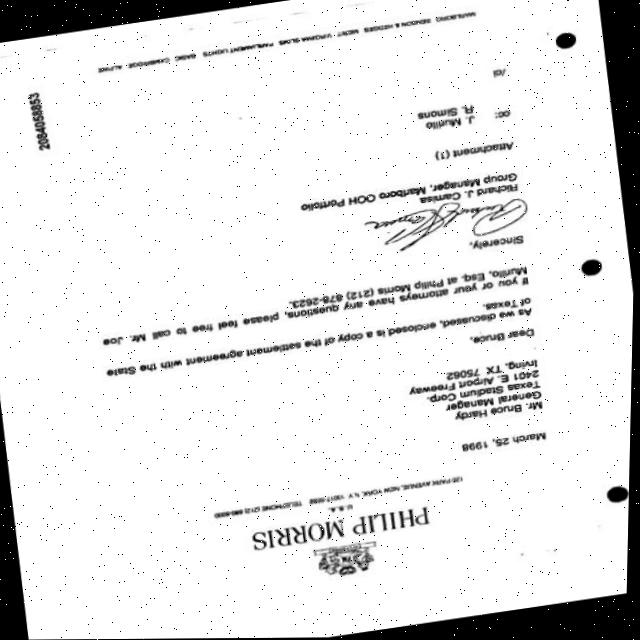 PHILIP MORRIS
U. S. A.
120 PARK AVENUE, NEW YORK, N.Y. 10017-5592 TELEPHONE (212) 880-5000
March 25, 1998
Mr. Bruce Hardy
General Manager
Texas Stadium Corp.
2401 E. Airport Freeway
Irving, TX 75062
Dear Bruce,
As we discussed, enclosed is a copy of the settlement agreement with the State
of Texas.
If you or your attorneys have any questions, please feel free to call Mr. Joe
Murillo, Esq. at Philip Morris (212) 878-2623.
Sincerely,
Richard J. Camisa
Group Manager, Marlboro OOH Portfolio
Attachment (1)
cc: J. Murillo
R. Simons
MARLBORO BENSON & HEDGES MERIT VIRGINIA SLIMS PARLIAMENT LIGHTS BASIC CAMBRIDGE ALPINE
2084058853